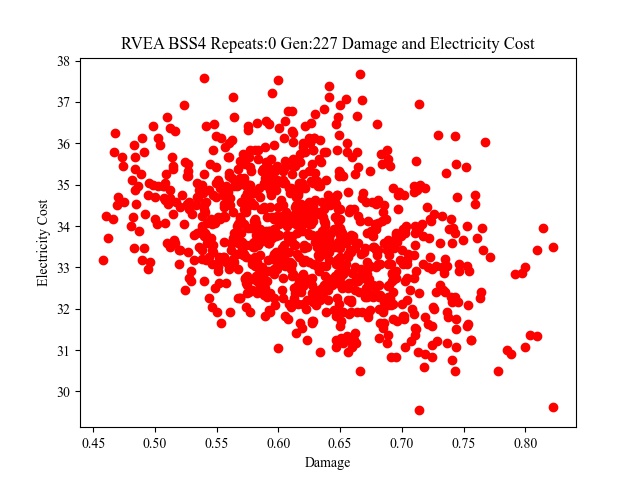 RVEA BSS4 Repeats:0 Gen:227 Damage and Electricity Cost
38
37
36
35
34
33
32
31
30
Electricity Cost
0.45 0.50 0.55 0.60 0.65 0.70 0.75 0.80
Damage